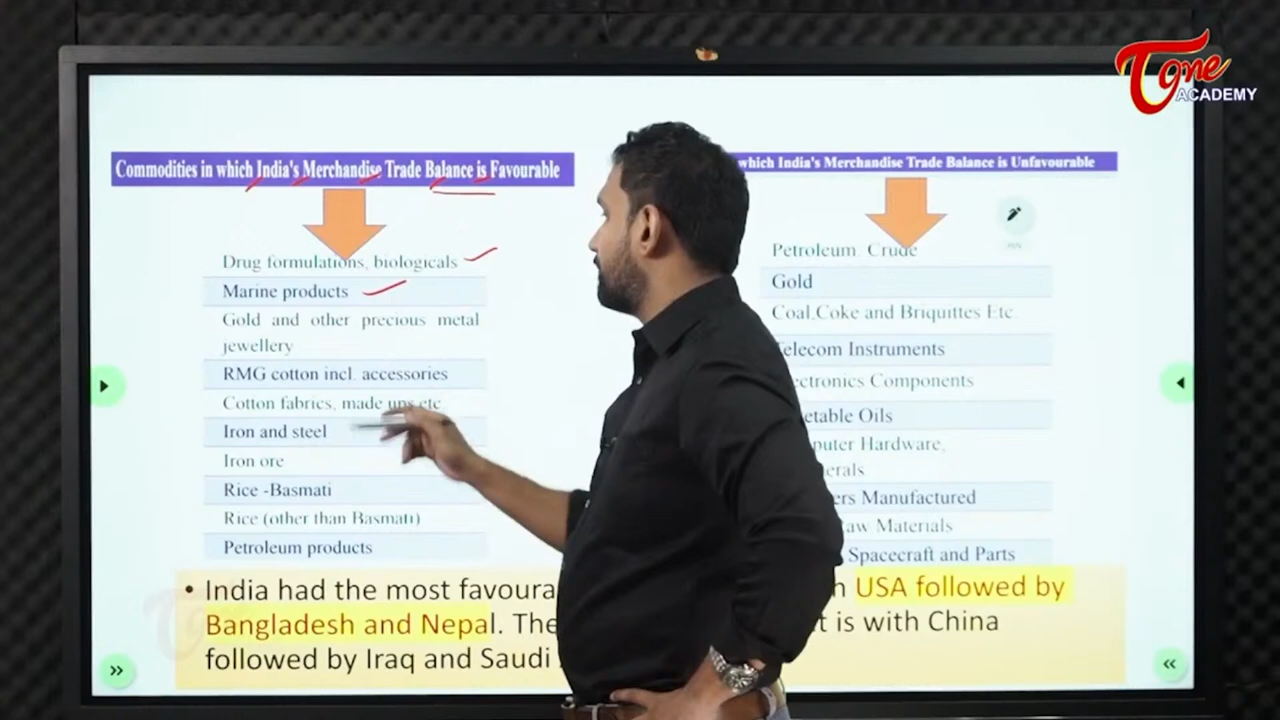 Tone
ACADEMY
Commodities in which India's Merchandise Trade Balance is Favourable
which India's Merchandise Trade Balance is Unfavourable
Drug formulations, biologicals
Marine products
Gold and other precious metal
jewellery
RMG cotton incl. accessories
Cotton fabrics, made ups etc
Iron and steel
Iron ore
Rice -Basmati
Rice (other than Basmati)
Petroleum products
Petroleum. Crude
Gold
Coal,Coke and Briquittes Etc
Telecom Instruments
ectronics Components
etable Oils
puter Hardware,
erals
ers Manufactured
aw Materials
Spacecraft and Parts
• India had the most favoura n USA followed by
Bangladesh and Nepal. The t is with China
followed by Iraq and Saudi